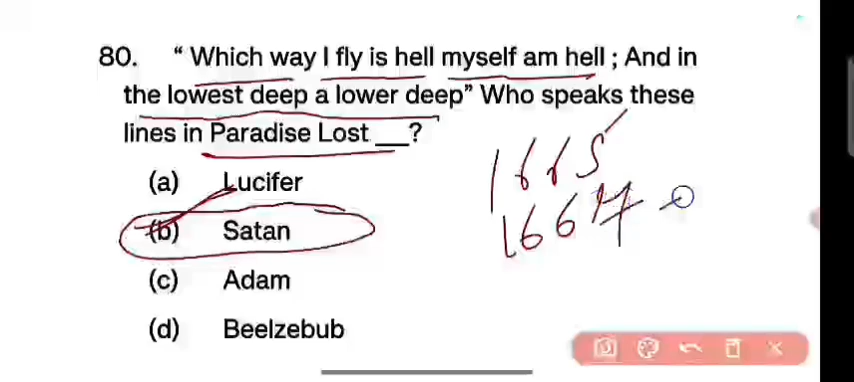 80. “ Which way I fly is hell myself am hell ; And in
the lowest deep a lower deep” Who speaks these
lines in Paradise Lost __?
(a) Lucifer
(b) Satan
(c) Adam
(d) Beelzebub
1665
1667